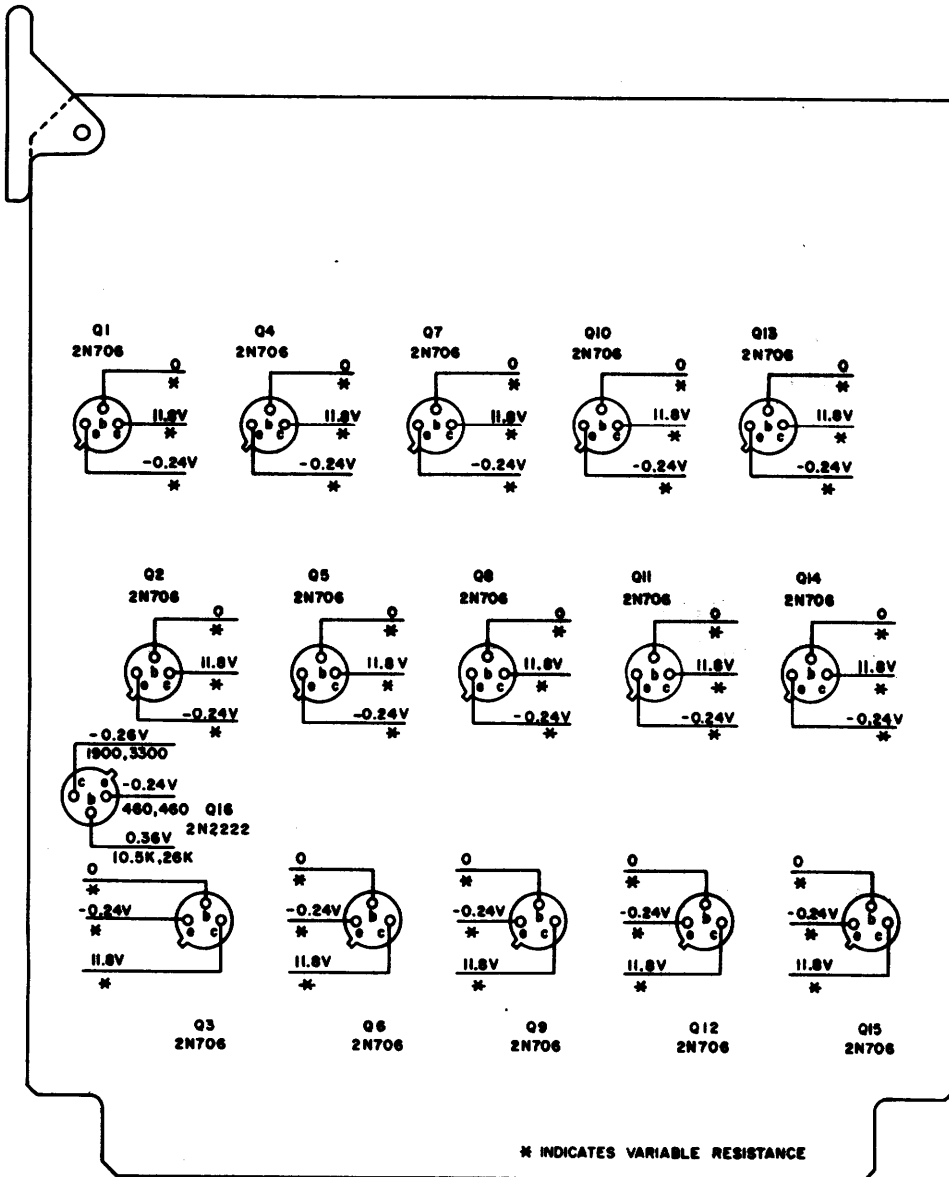 Q1 Q4 Q7 Q10 Q13
2N706 2N706 2N706 2N706 2N706
0 0 0 0 0
* * * * *
11.8V 11.8V 11.8V 11.8V 11.8V
e b c e b c e b c e b c e b c
* * * * *
-0.24V -0.24V -0.24V -0.24V -0.24V
* * * * *
Q2 Q5 Q8 Q11 Q14
2N706 2N706 2N706 2N706 2N706
0 0 0 0 0
* * * * *
11.8V 11.8V 11.8V 11.8V 11.8V
e b c e b c e b c e b c e b c
* * * * *
-0.24V -0.24V -0.24V -0.24V -0.24V
* * * * *
-0.26V
1900,3300
c e -0.24V
b 460,460 Q16
2N2222
0.36V
10.5K,26K
0 0 0 0 0
* * * * *
-0.24V -0.24V -0.24V -0.24V -0.24V
e b c e b c e b c e b c e b c
* * * * *
11.8V 11.8V 11.8V 11.8V 11.8V
* * * * *
Q3 Q6 Q9 Q12 Q15
2N706 2N706 2N706 2N706 2N706
* INDICATES VARIABLE RESISTANCE